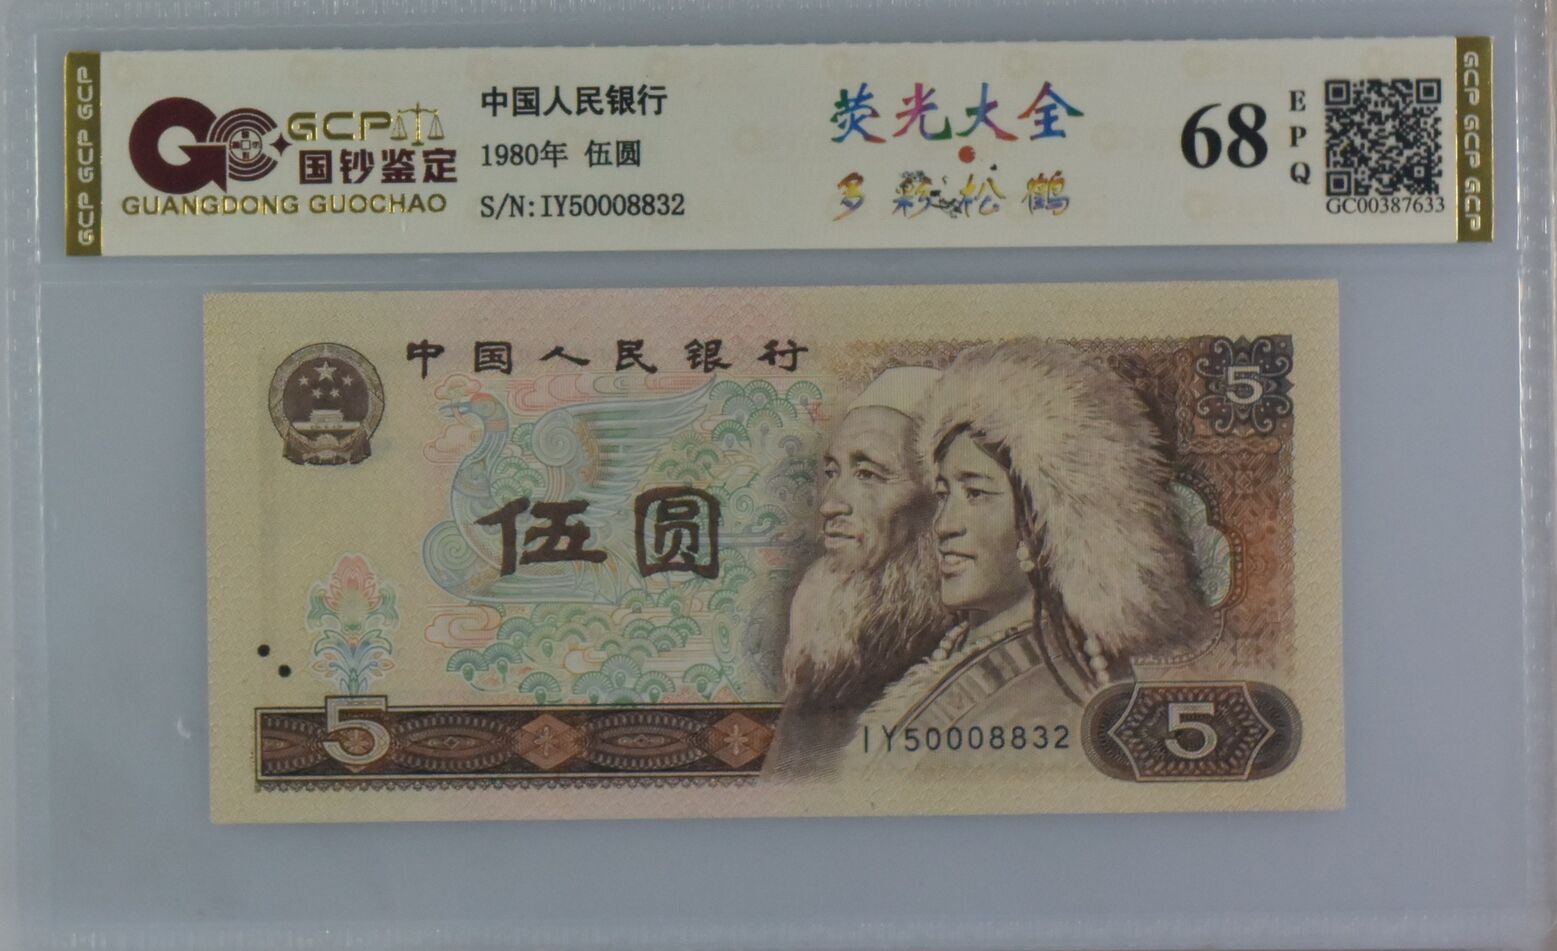 GCP
国钞鉴定
GUANGDONG GUOCHAO
中国人民银行
1980年 伍圆
S/N:IY50008832
荧光大全
多彩松鹤
68
EPQ
GC00387633
GCP GCP GCP
GCP GCP GCP
中国人民银行
5
伍圆
5
IY50008832
5